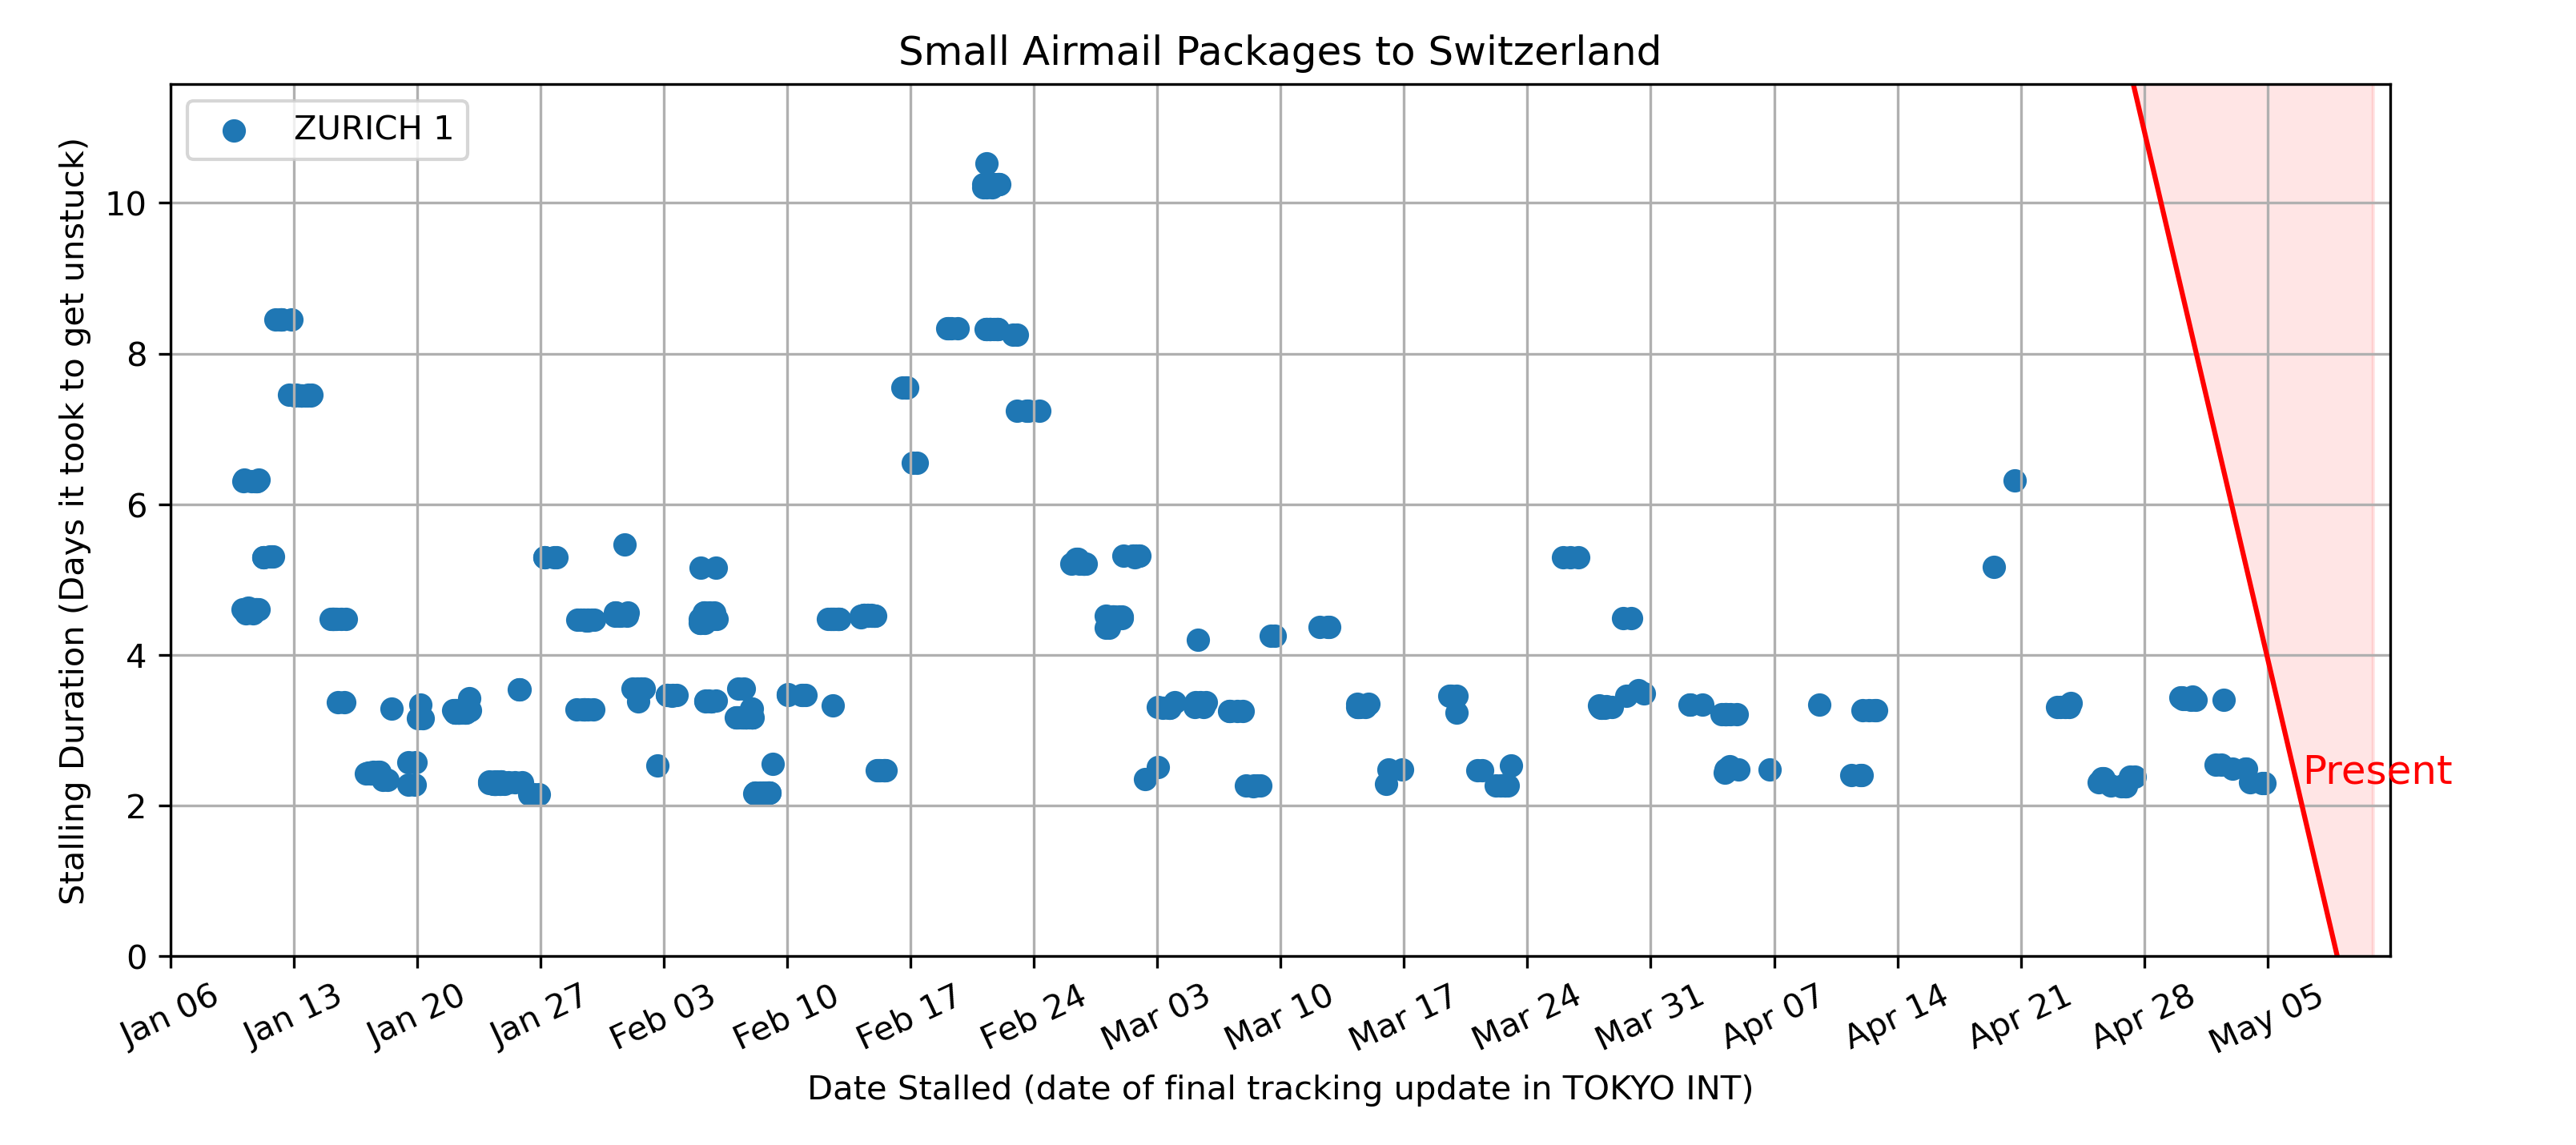 Small Airmail Packages to Switzerland
ZURICH 1
Stalling Duration (Days it took to get unstuck)
10
8
6
4
2
0
Present
Jan 06
Jan 13
Jan 20
Jan 27
Feb 03
Feb 10
Feb 17
Feb 24
Mar 03
Mar 10
Mar 17
Mar 24
Mar 31
Apr 07
Apr 14
Apr 21
Apr 28
May 05
Date Stalled (date of final tracking update in TOKYO INT)